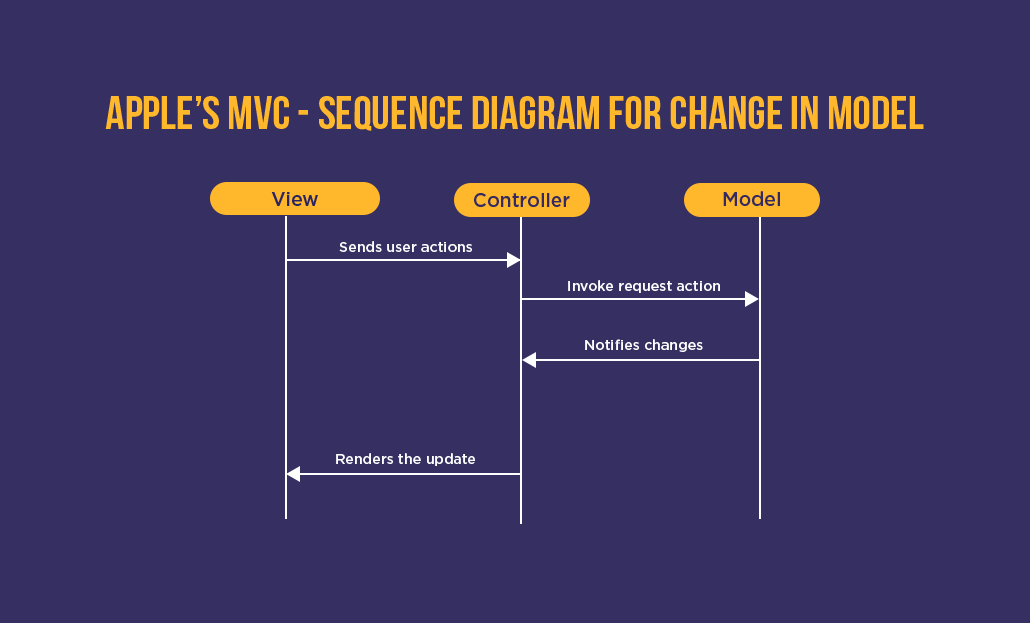 APPLE’S MVC - SEQUENCE DIAGRAM FOR CHANGE IN MODEL
View
Controller
Model
Sends user actions
Invoke request action
Notifies changes
Renders the update